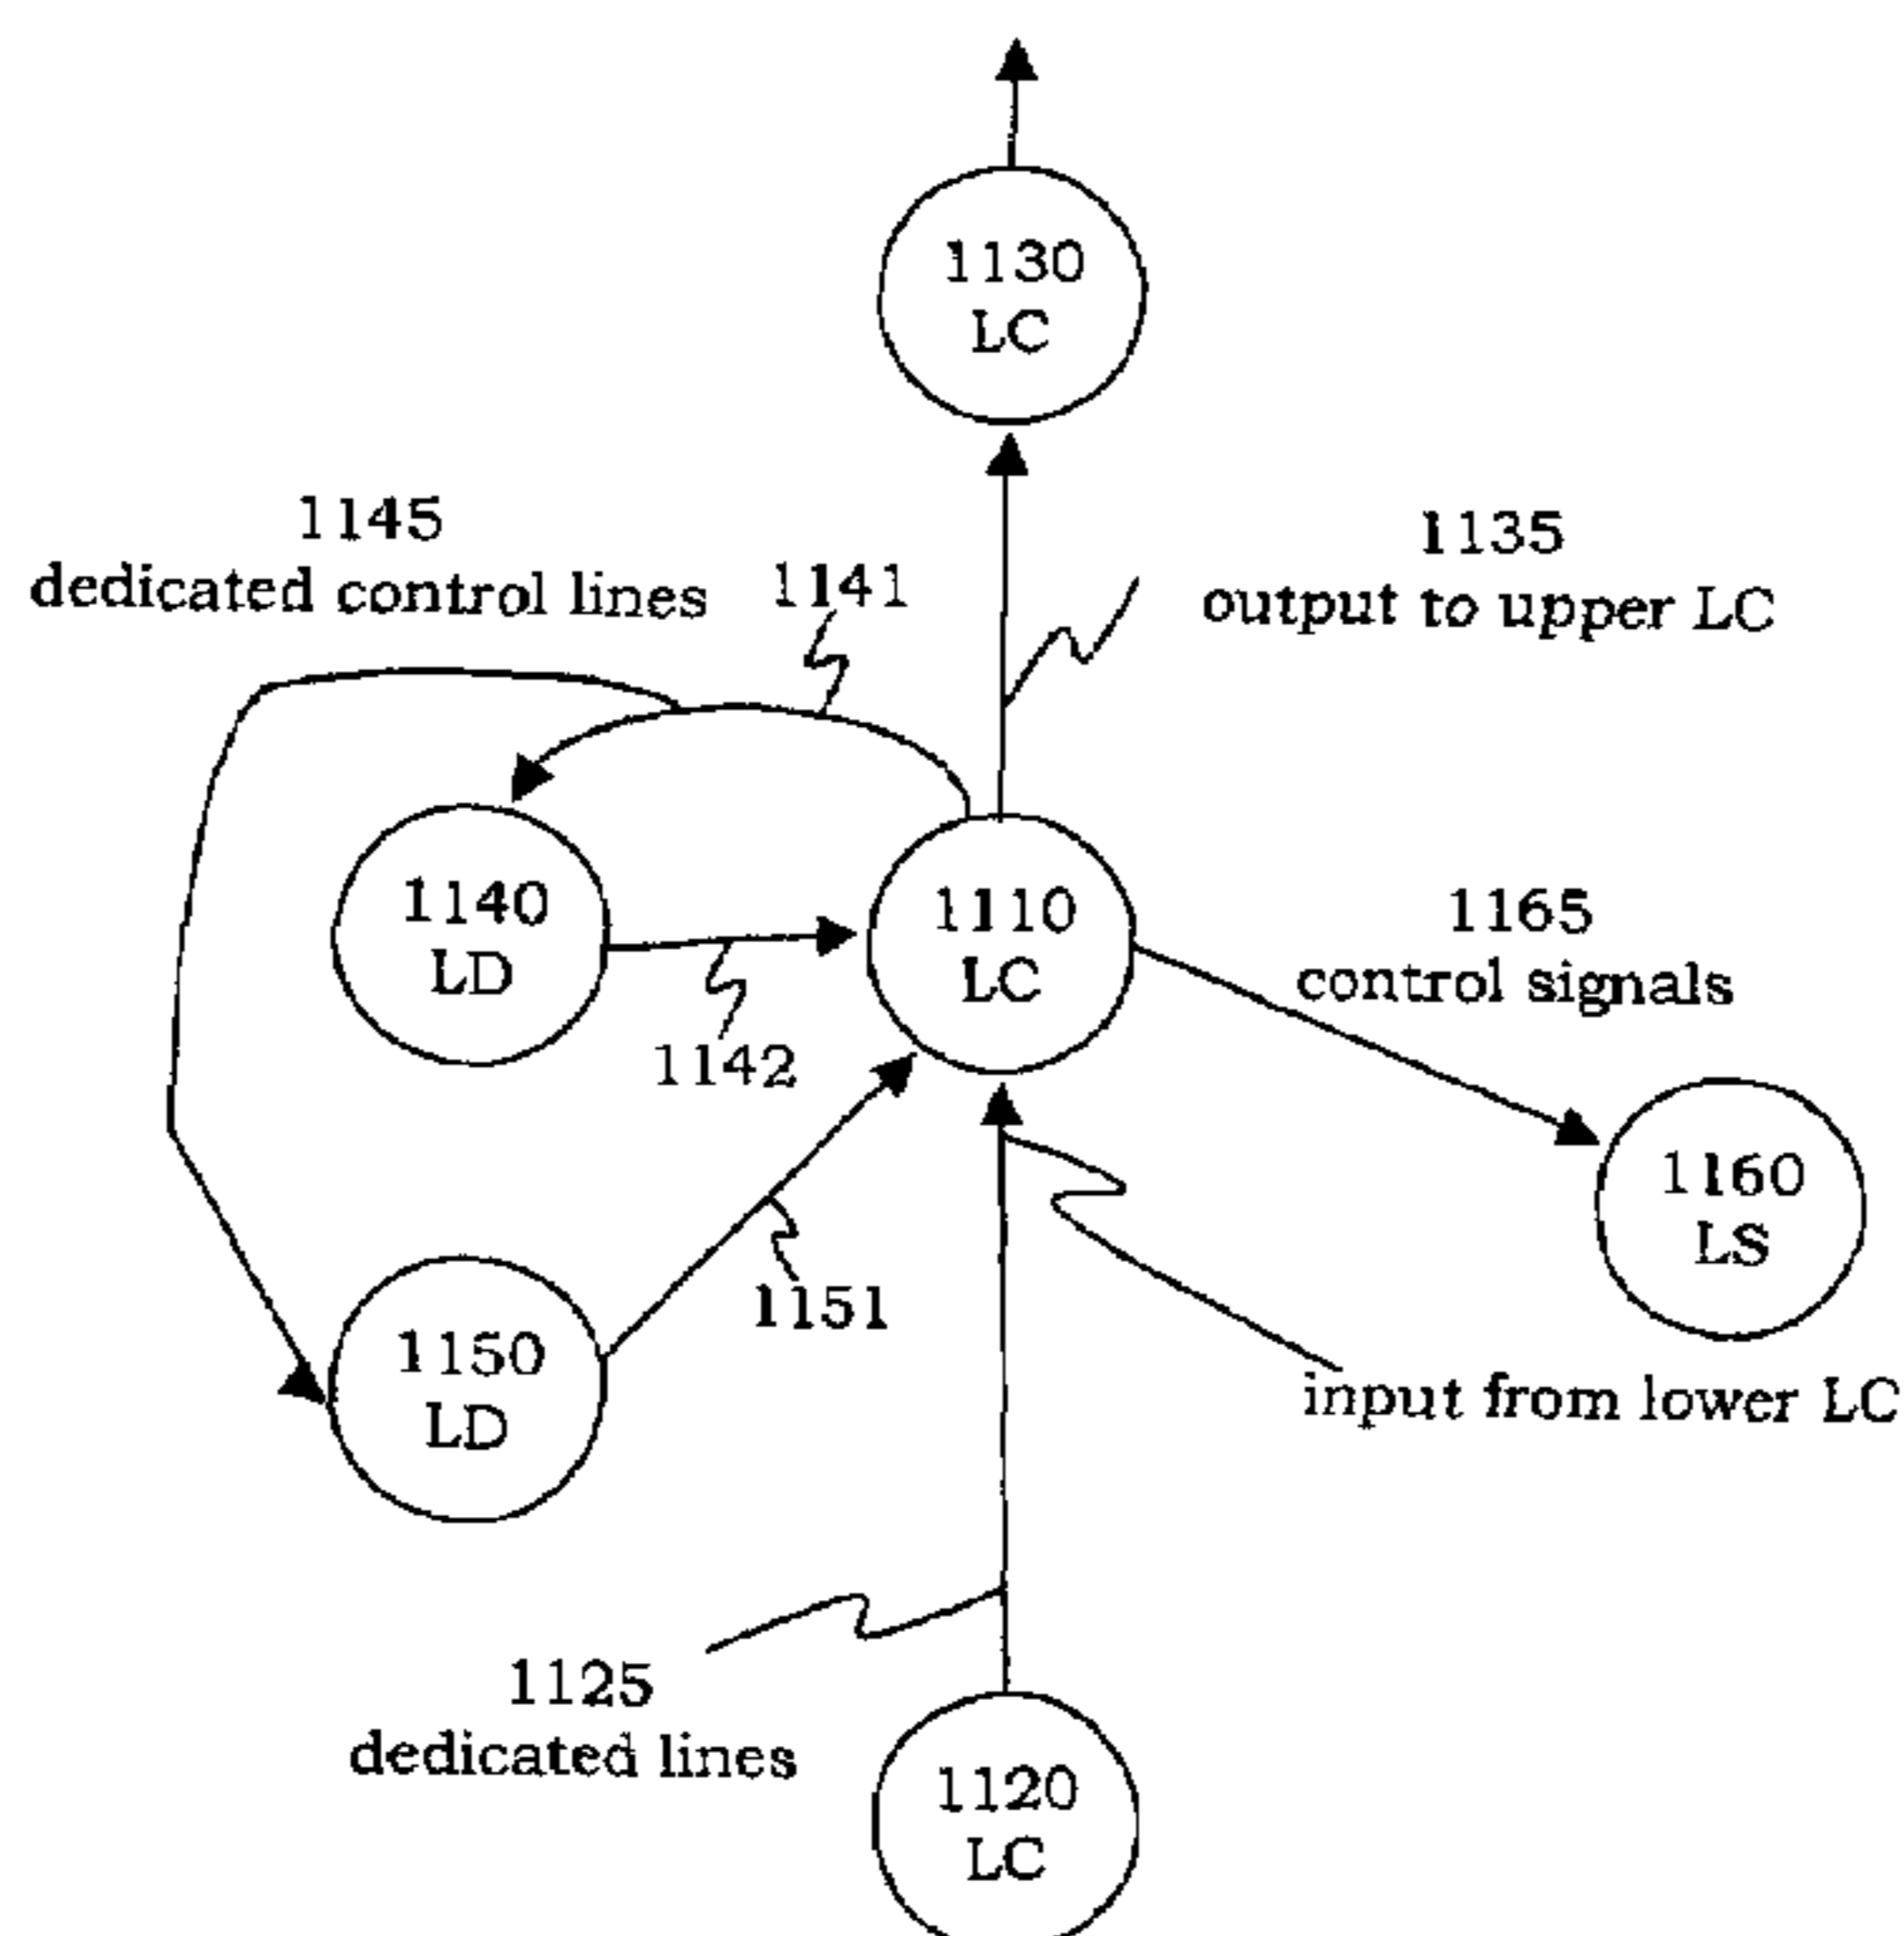 1130
LC
1145
dedicated control lines
1141
1135
output to upper LC
1140
LD
1110
LC
1165
control signals
1142
1160
LS
1151
1150
LD
input from lower LC
1125
dedicated lines
1120
LC